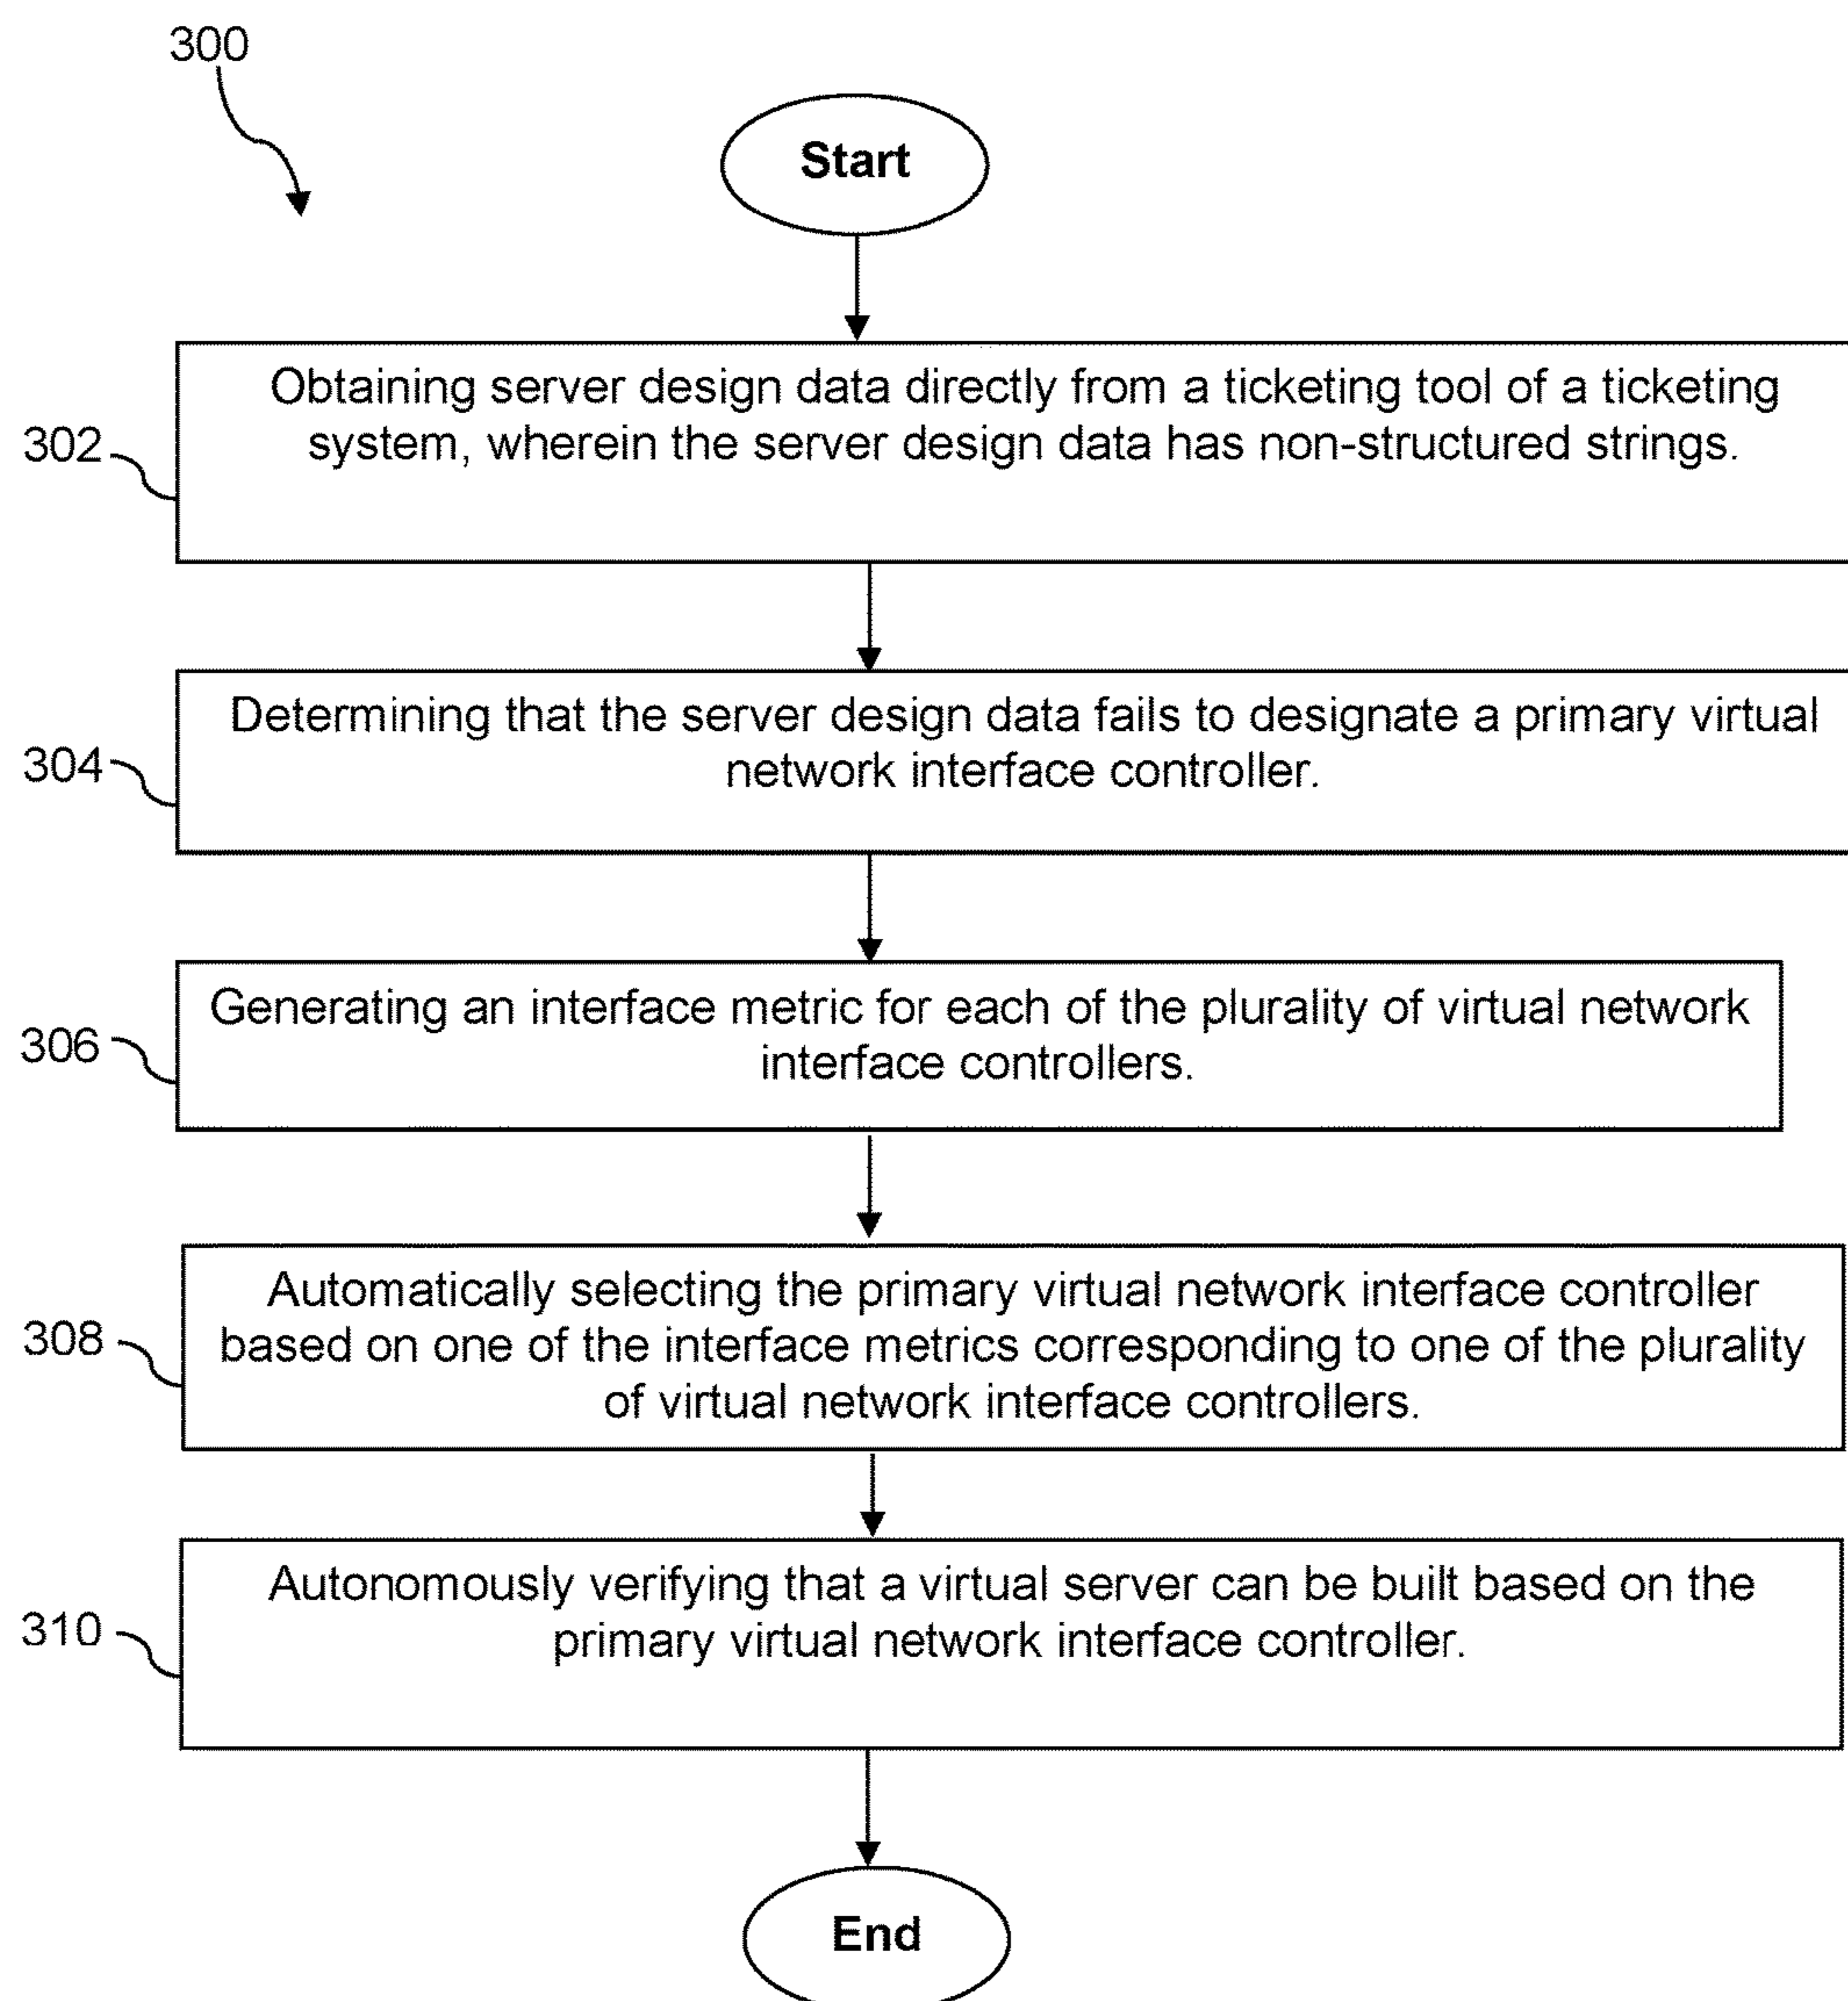 300
Start
Obtaining server design data directly from a ticketing tool of a ticketing
system, wherein the server design data has non-structured strings.
302
Determining that the server design data fails to designate a primary virtual
network interface controller.
304
Generating an interface metric for each of the plurality of virtual network
interface controllers.
306
Automatically selecting the primary virtual network interface controller
based on one of the interface metrics corresponding to one of the plurality
of virtual network interface controllers.
308
Autonomously verifying that a virtual server can be built based on the
primary virtual network interface controller.
310
End